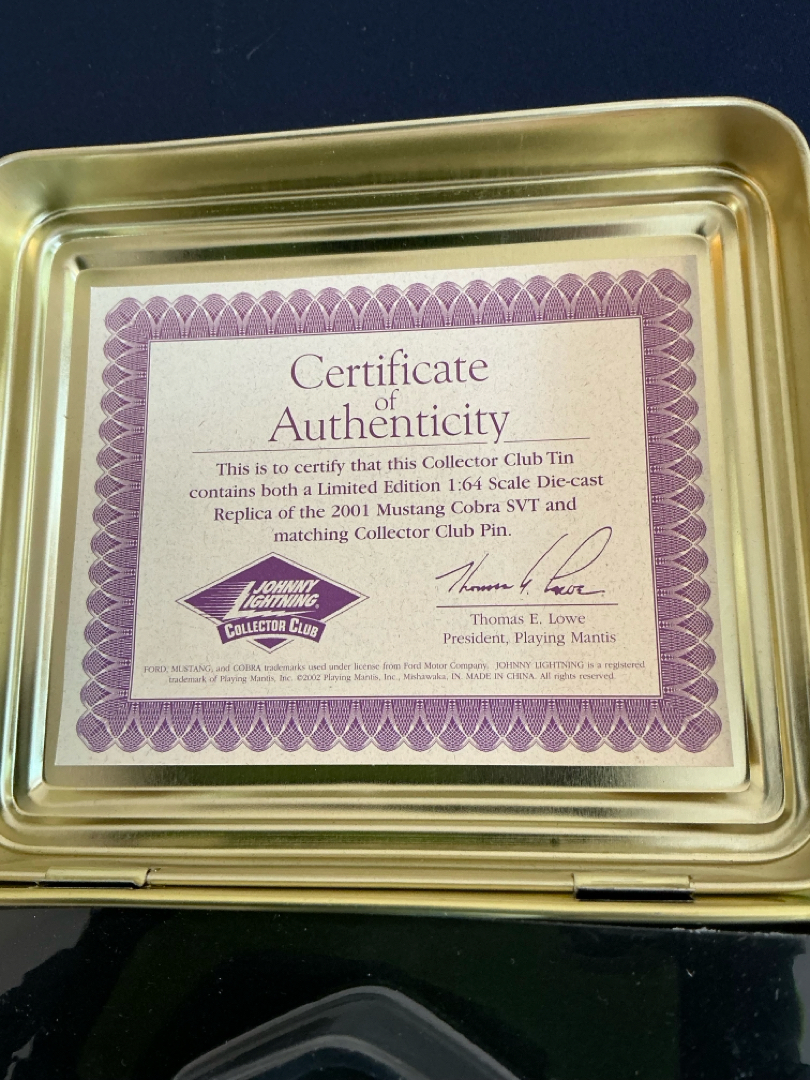 Certificate
of
Authenticity
This is to certify that this Collector Club Tin
contains both a Limited Edition 1:64 Scale Die-cast
Replica of the 2001 Mustang Cobra SVT and
matching Collector Club Pin.
JOHNNY
LIGHTNING®
COLLECTOR CLUB
Thomas E. Lowe
Thomas E. Lowe
President, Playing Mantis
FORD, MUSTANG, and COBRA trademarks used under license from Ford Motor Company. JOHNNY LIGHTNING is a registered
trademark of Playing Mantis, Inc. ©2002 Playing Mantis, Inc., Mishawaka, IN. MADE IN CHINA. All rights reserved.